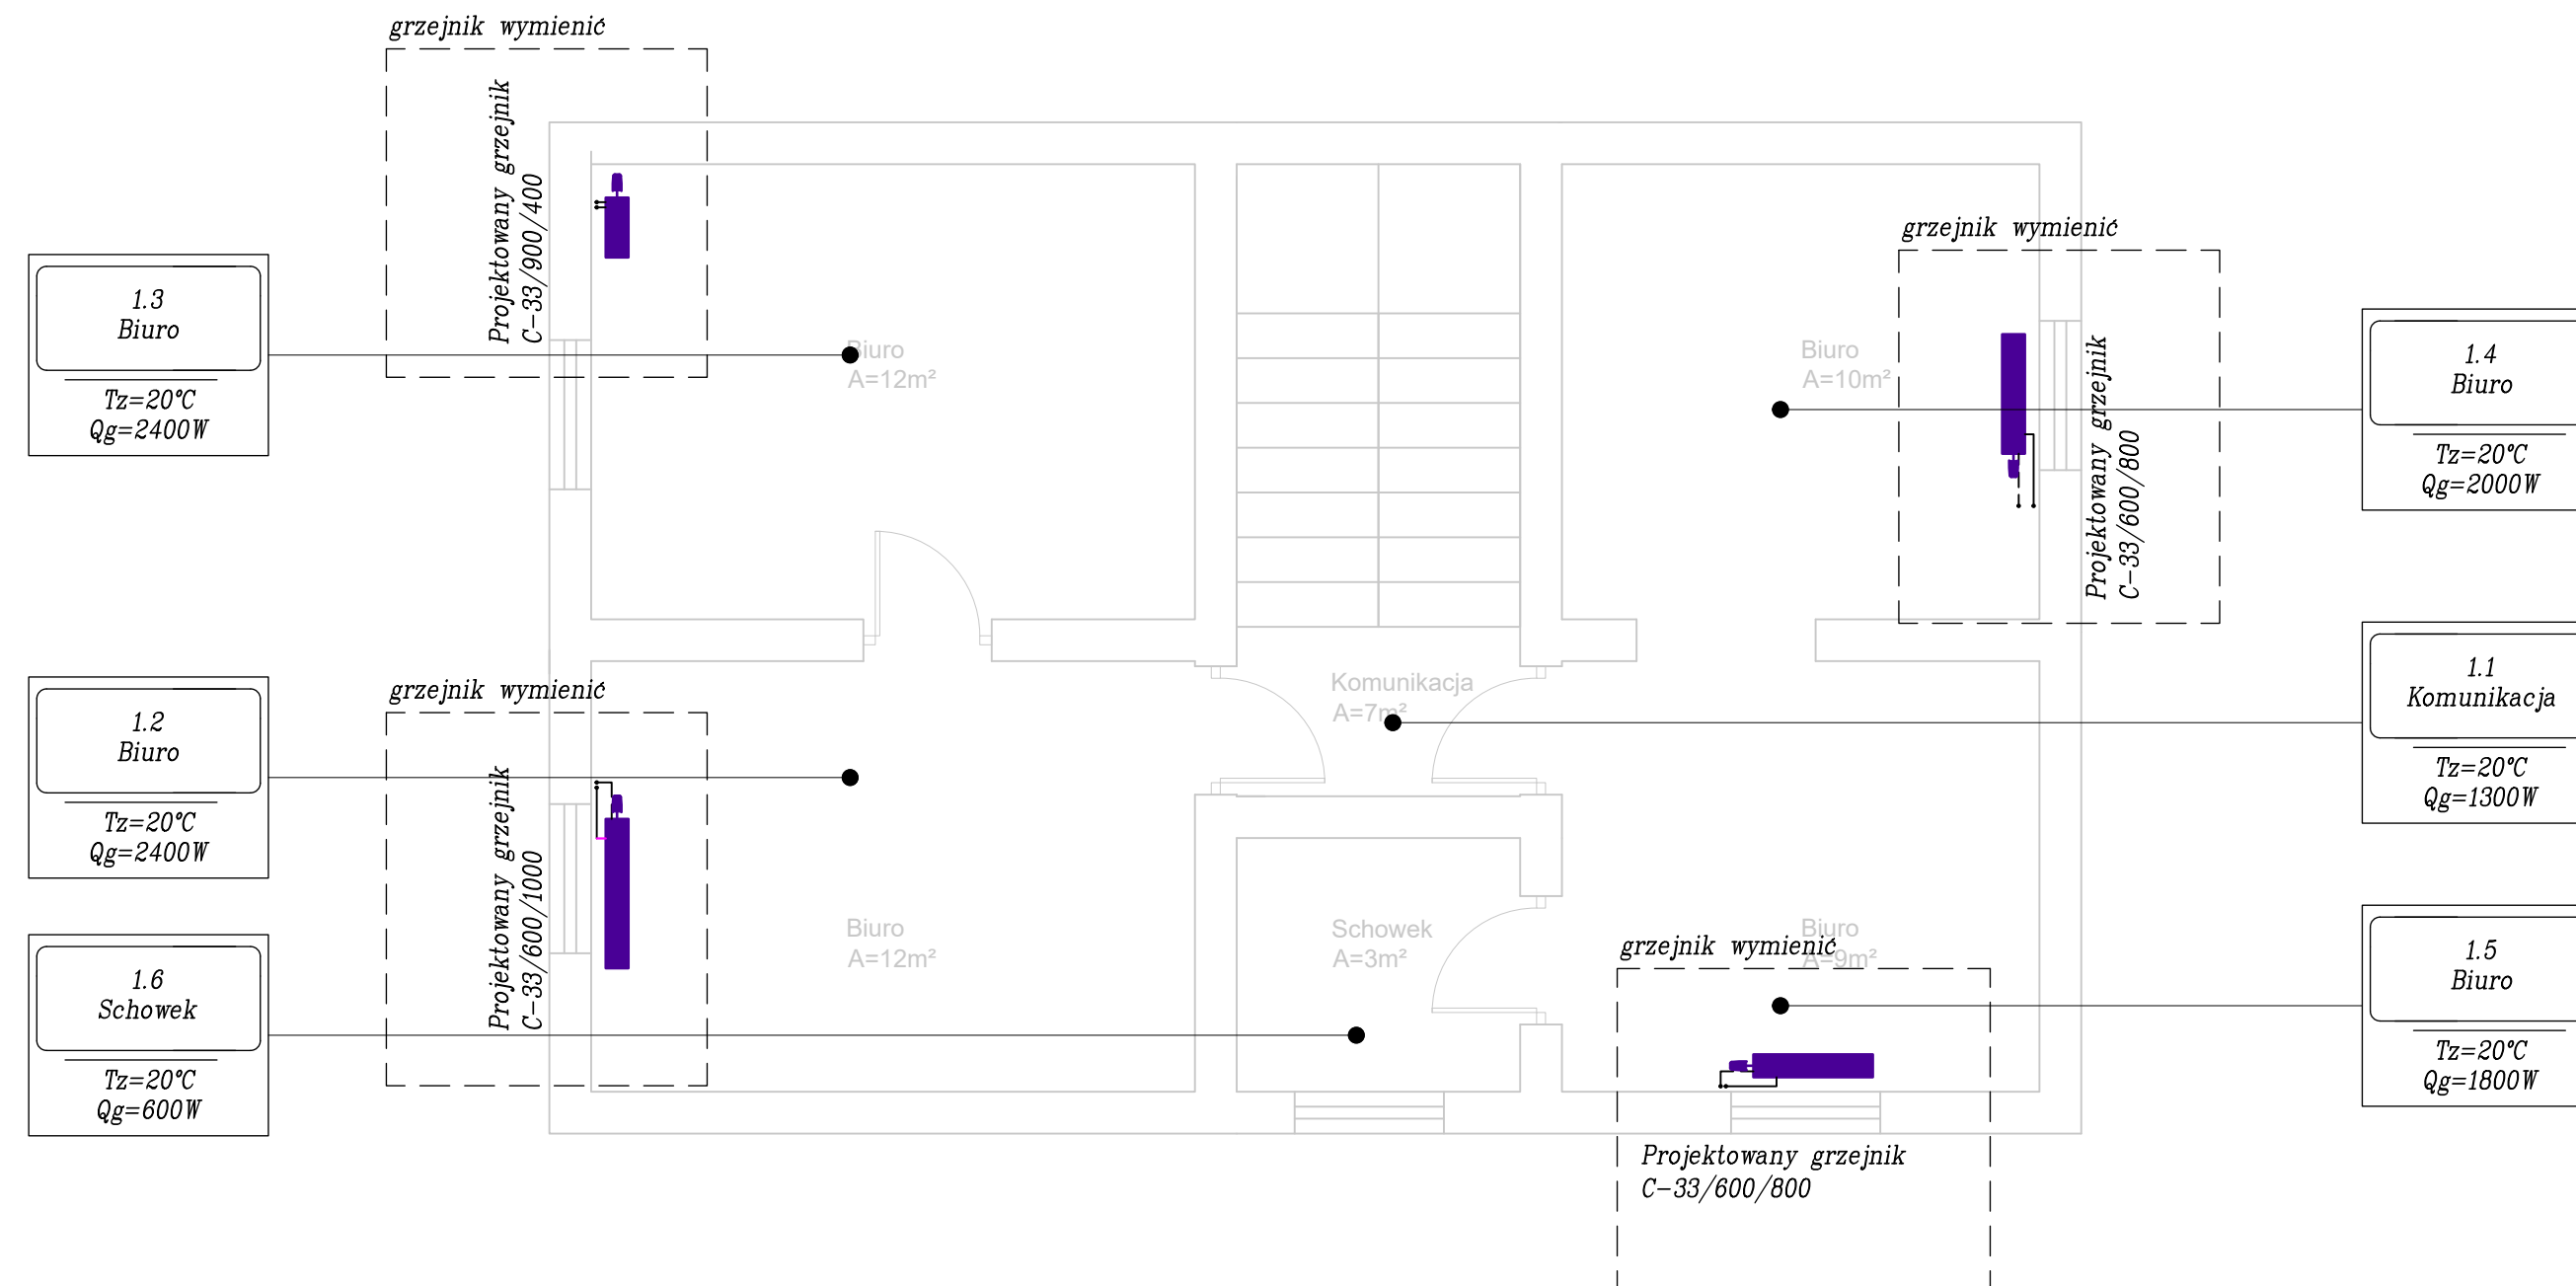 grzejnik wymienić
Projektowany grzejnik
C-33/900/400
1.3
Biuro
Tz=20°C
Qg=2400W
Biuro
A=12m²
Biuro
A=10m²
grzejnik wymienić
Projektowany grzejnik
C-33/600/800
1.4
Biuro
Tz=20°C
Qg=2000W
1.2
Biuro
Tz=20°C
Qg=2400W
grzejnik wymienić
Projektowany grzejnik
C-33/600/1000
Komunikacja
A=7m²
1.1
Komunikacja
Tz=20°C
Qg=1300W
1.6
Schowek
Tz=20°C
Qg=600W
Biuro
A=12m²
Schowek
A=3m²
Biuro
A=9m²
grzejnik wymienić
Projektowany grzejnik
C-33/600/800
1.5
Biuro
Tz=20°C
Qg=1800W